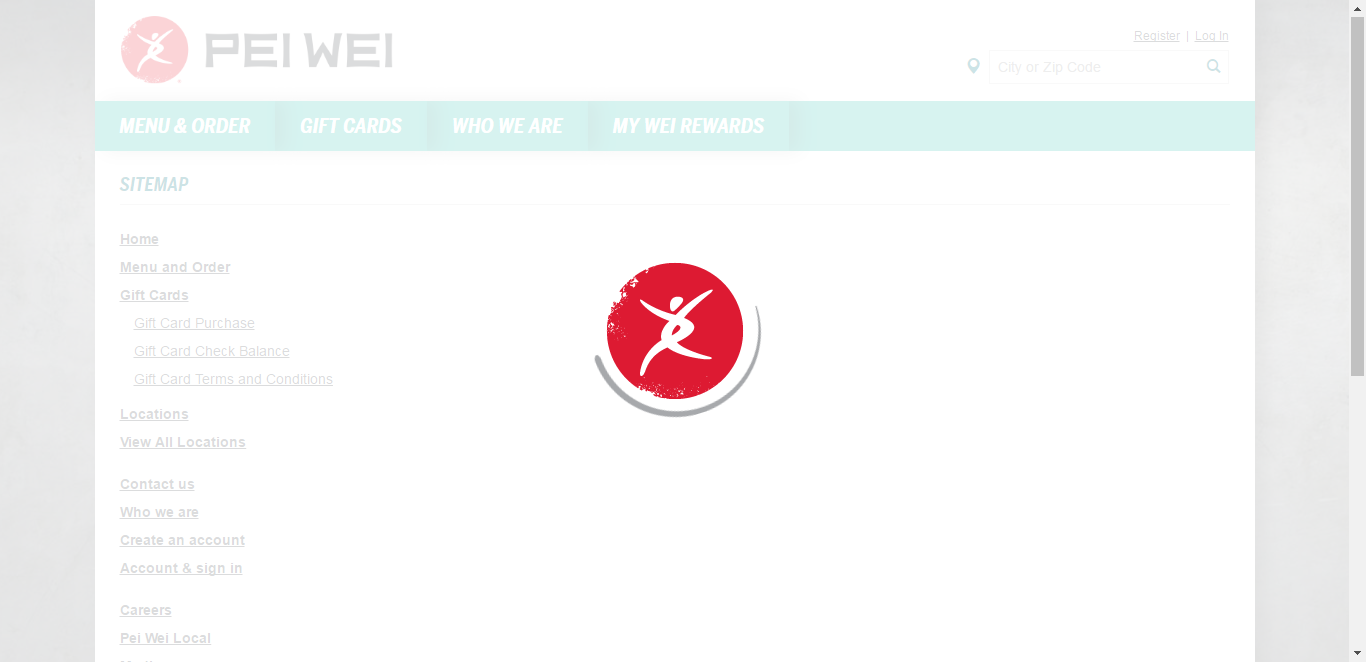 PEI WEI
Register | Log In
City or Zip Code
MENU & ORDER GIFT CARDS WHO WE ARE MY WEI REWARDS
SITEMAP
Home
Menu and Order
Gift Cards
Gift Card Purchase
Gift Card Check Balance
Gift Card Terms and Conditions
Locations
View All Locations
Contact us
Who we are
Create an account
Account & sign in
Careers
Pei Wei Local